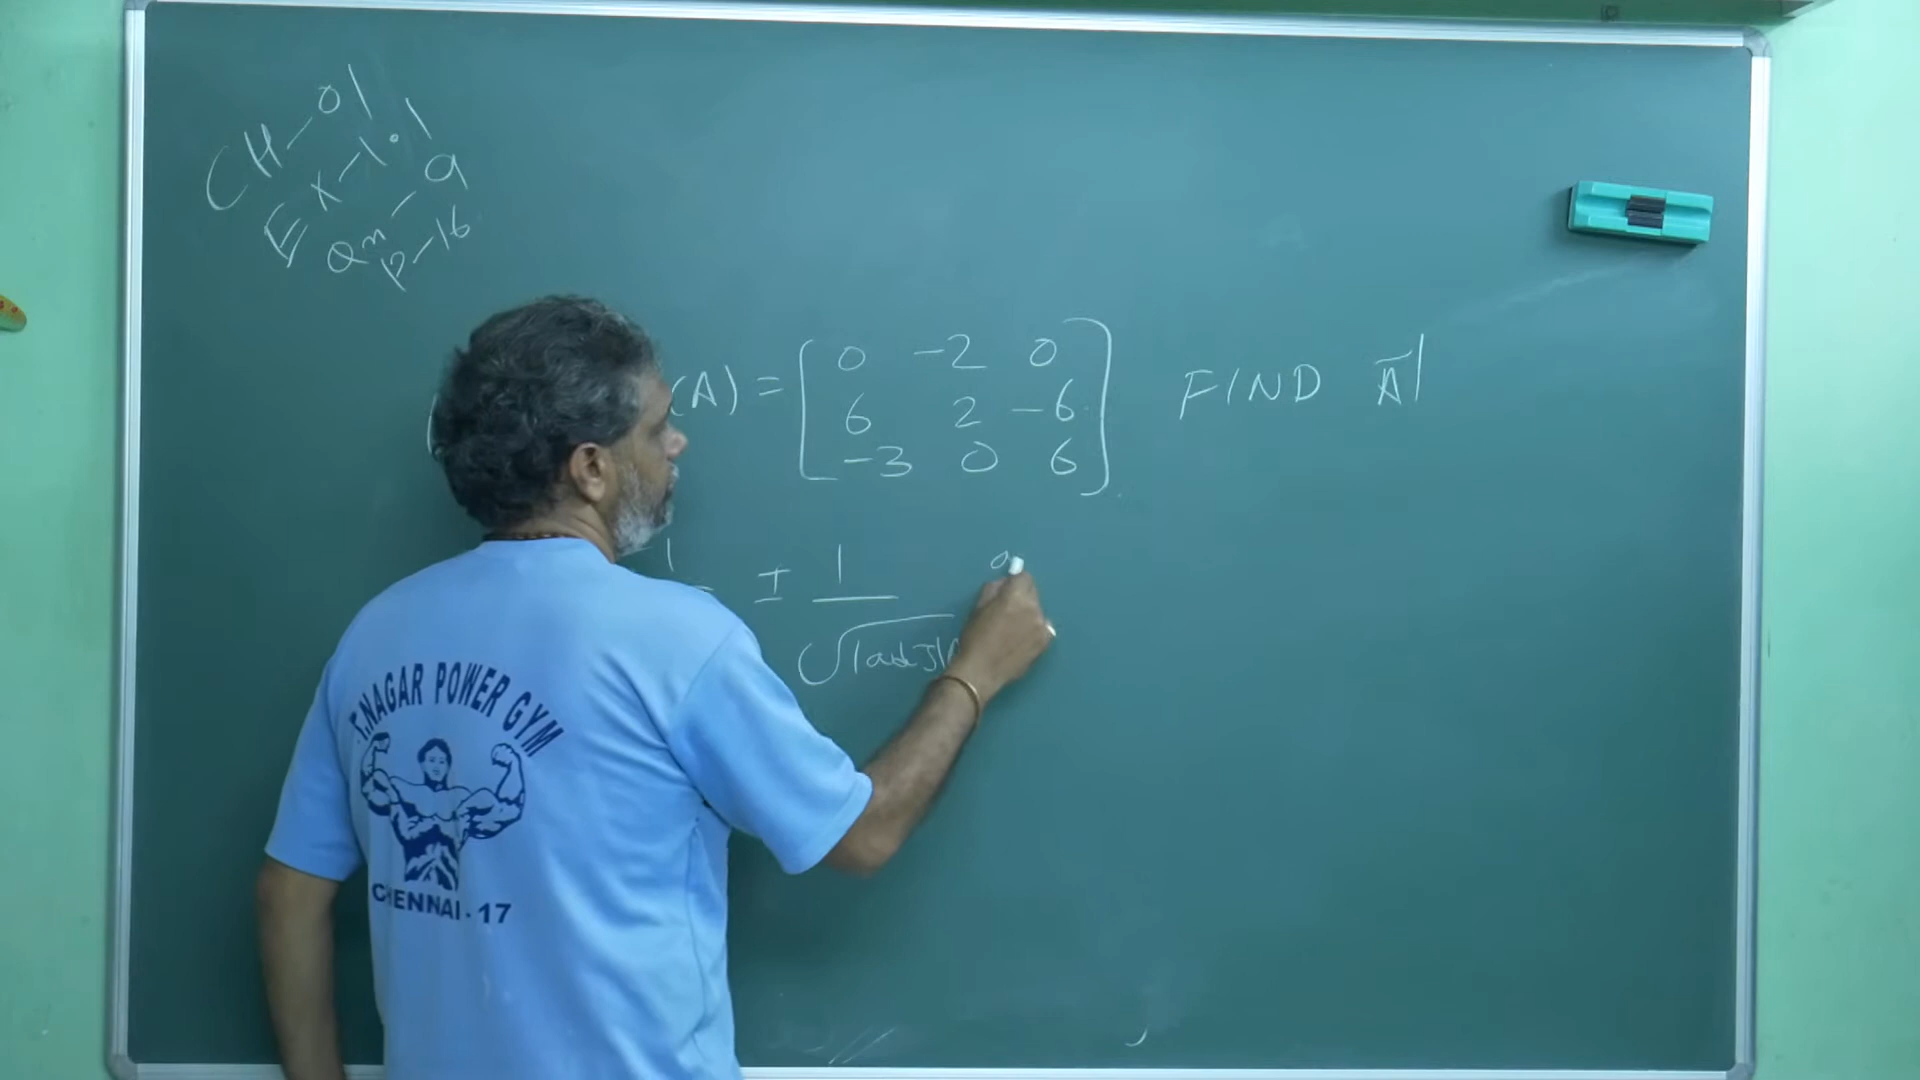 CH-01
Ex-1.1
Qn-9
p-16
(A) = [ 0 -2 0 FIND A⁻¹
6 2 -6
-3 0 6 ]
± 1
√|adj A
T.NAGAR POWER GYM
CHENNAI - 17